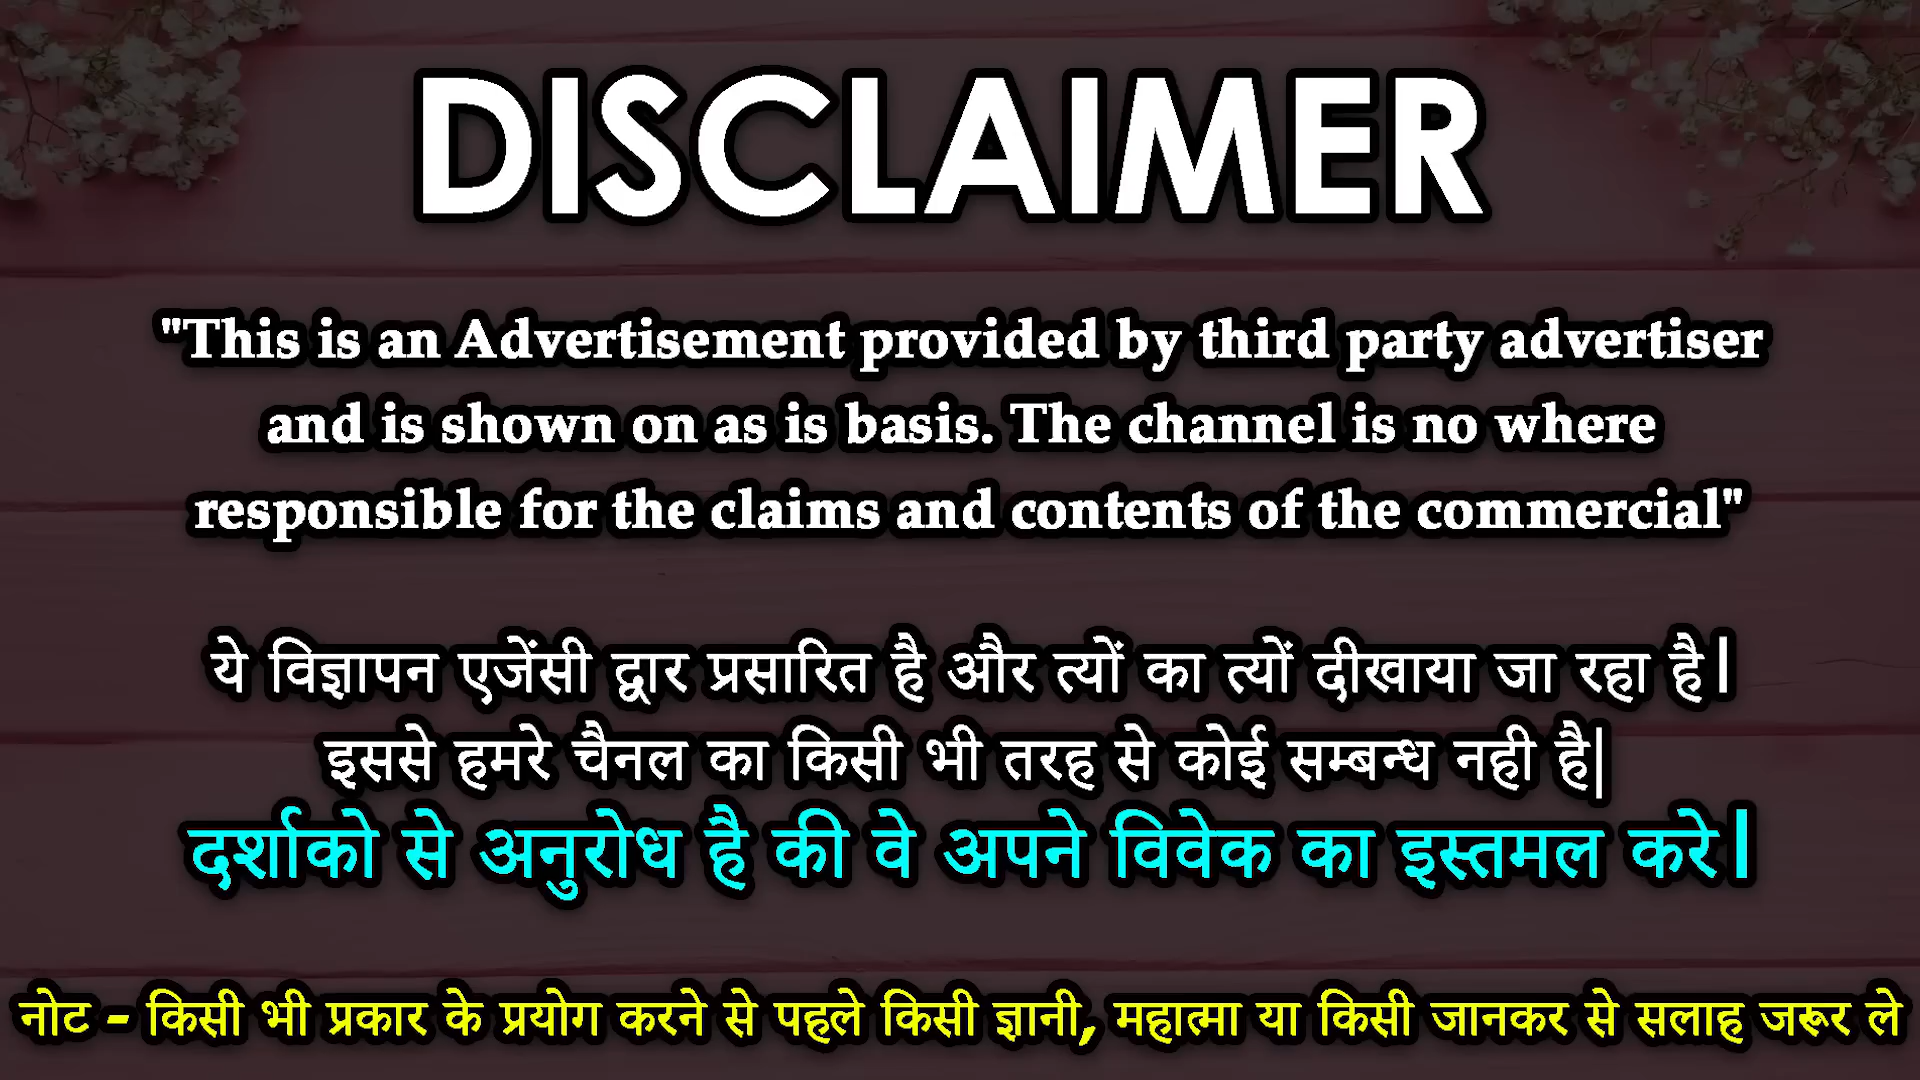 DISCLAIMER
"This is an Advertisement provided by third party advertiser
and is shown on as is basis. The channel is no where
responsible for the claims and contents of the commercial"
ये विज्ञापन एजेंसी द्वार प्रसारित है और त्यों का त्यों दीखाया जा रहा है।
इससे हमरे चैनल का किसी भी तरह से कोई सम्बन्ध नही है|
दर्शाको से अनुरोध है की वे अपने विवेक का इस्तमल करे।
नोट - किसी भी प्रकार के प्रयोग करने से पहले किसी ज्ञानी, महात्मा या किसी जानकर से सलाह जरूर ले